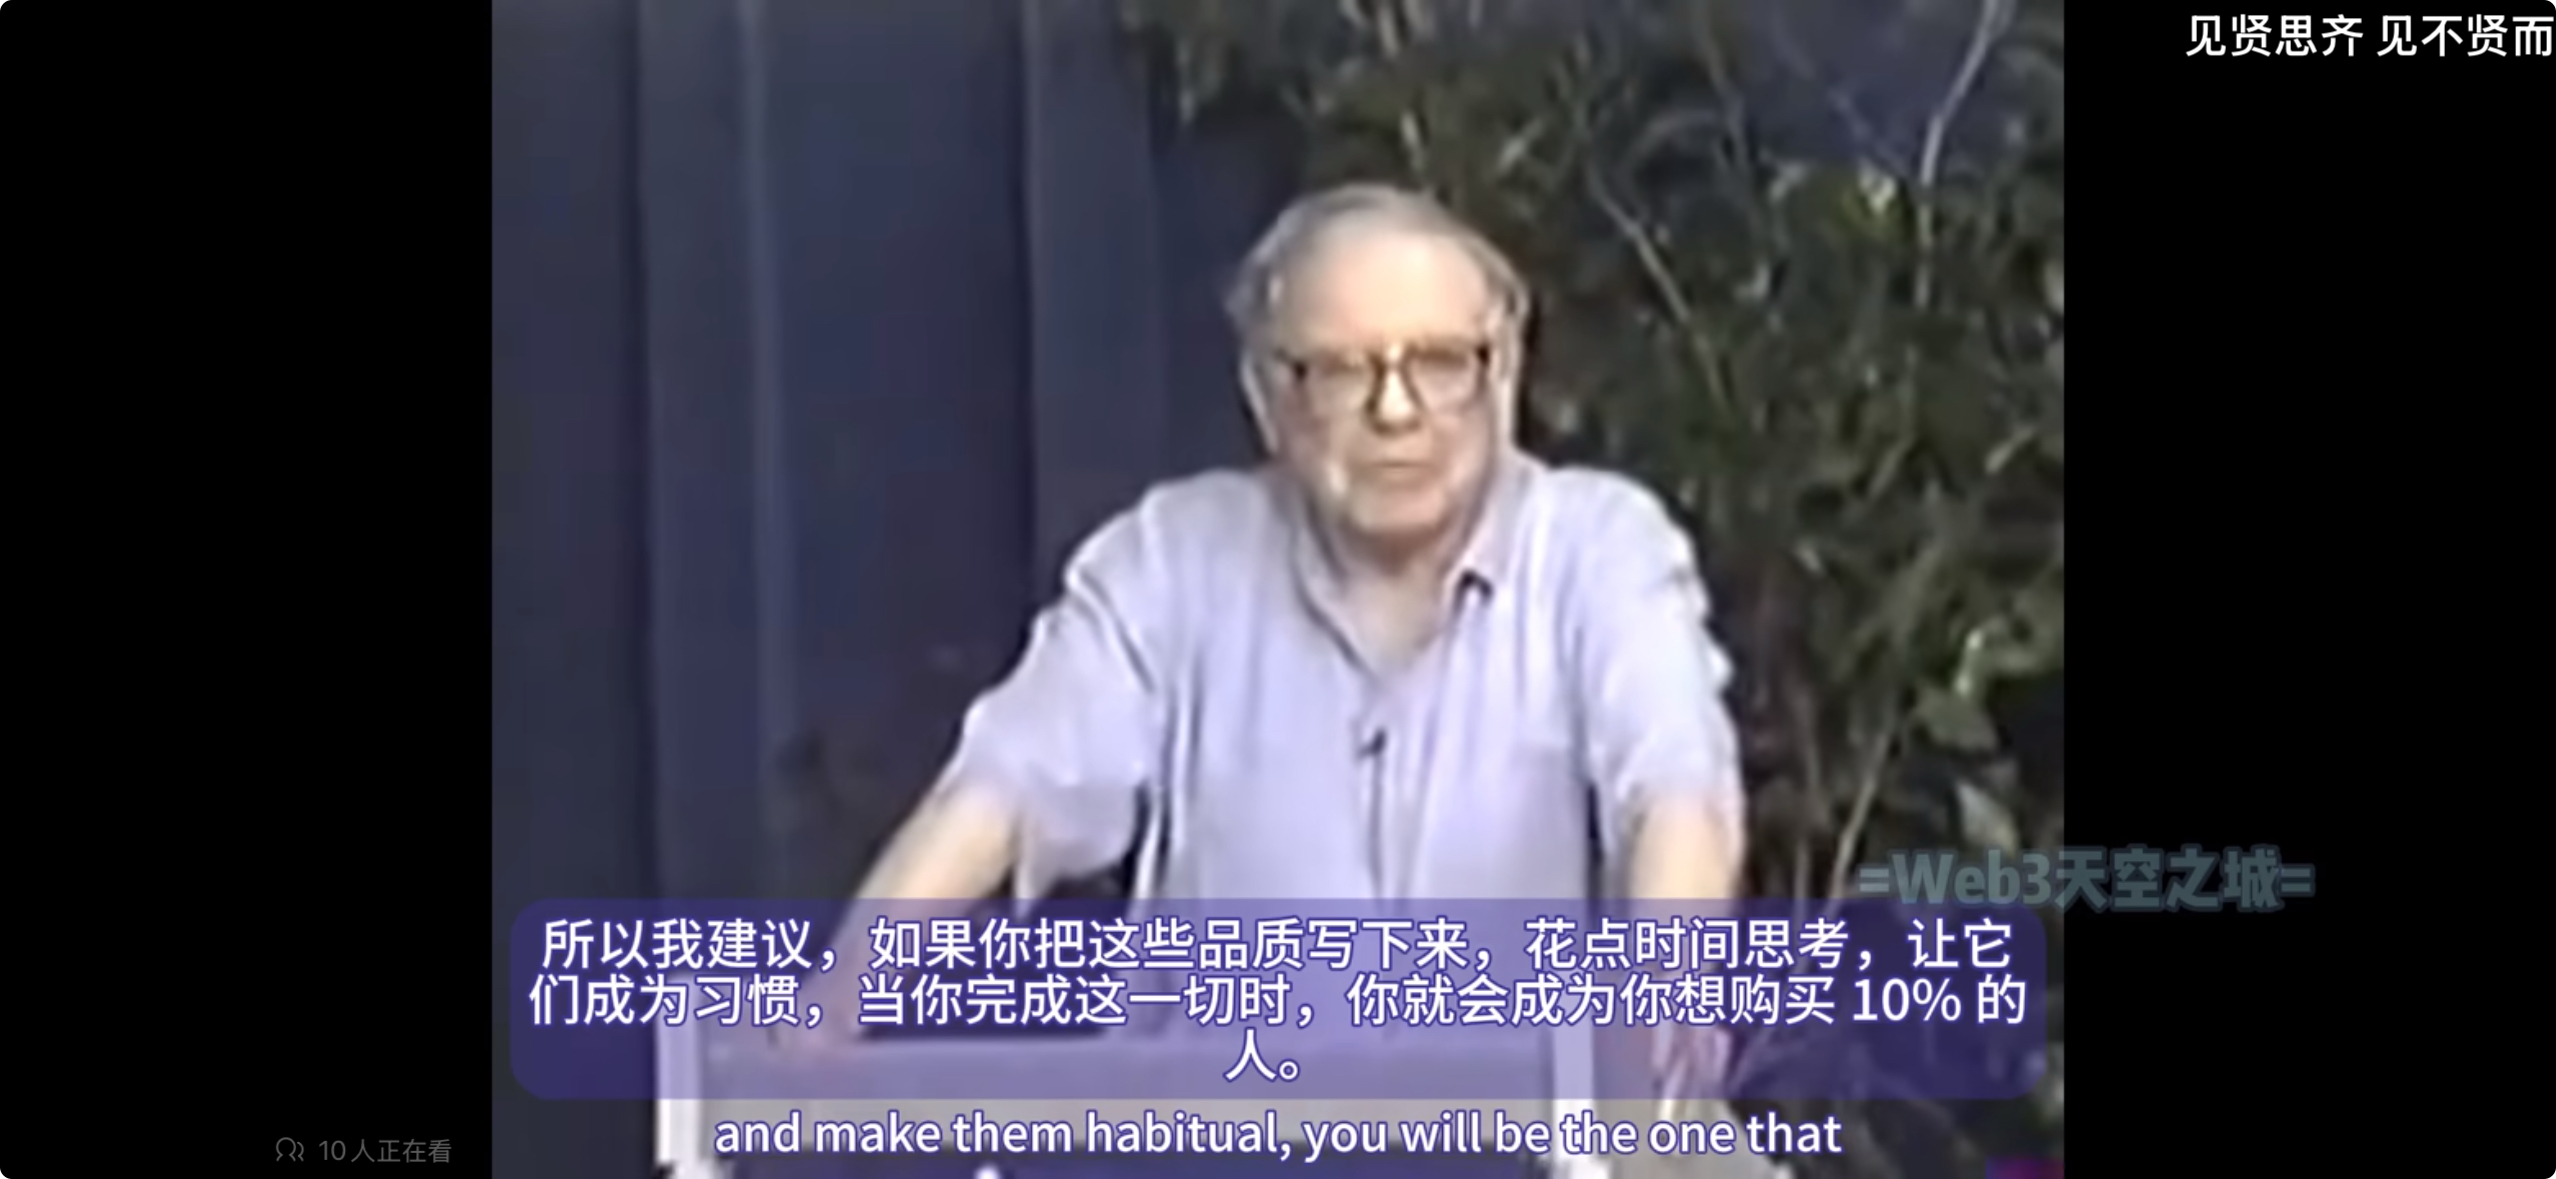 见贤思齐 见不贤而
=Web3天空之城=
所以我建议，如果你把这些品质写下来，花点时间思考，让它
们成为习惯，当你完成这一切时，你就会成为你想购买 10% 的
人。
and make them habitual, you will be the one that
10人正在看